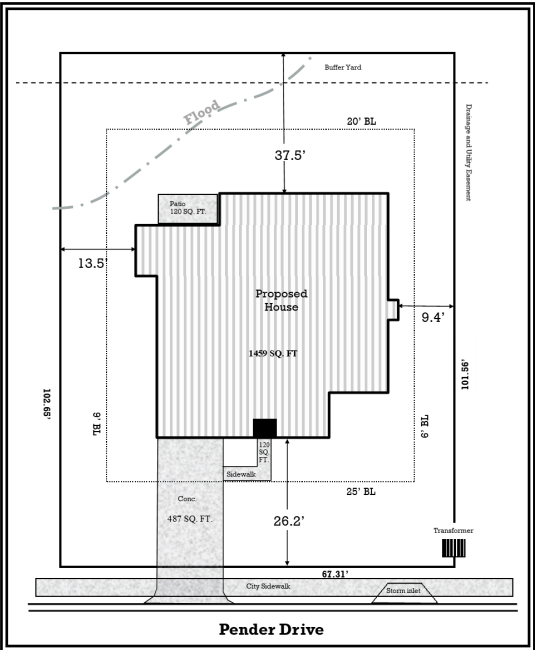 Buffer Yard
Flood
20' BL
Drainage and Utility Easement
37.5'
Patio
120 SQ. FT.
13.5'
Proposed
House
9.4'
1459 SQ. FT
101.56'
102.65'
6' BL
6' BL
120
SQ.
FT.
Sidewalk
25' BL
Conc.
487 SQ. FT.
26.2'
Transformer
67.31'
City Sidewalk
Storm inlet
Pender Drive